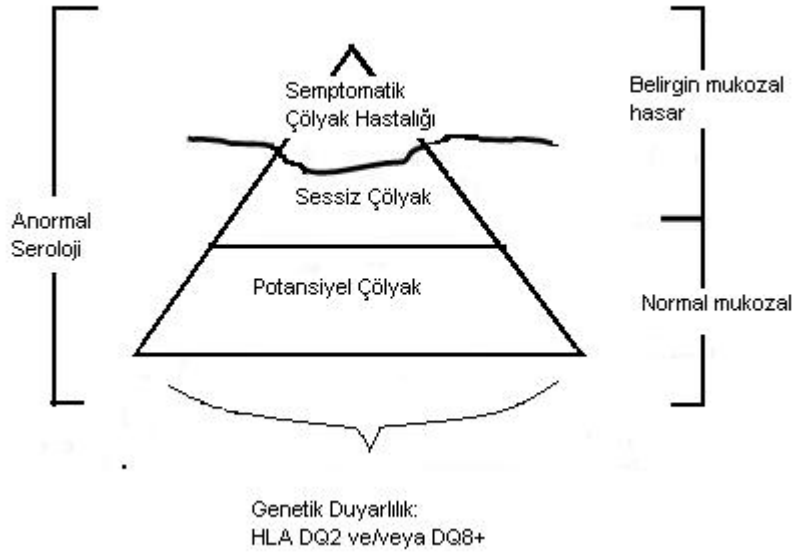 Semptomatik
Çölyak Hastalığı
Belirgin mukozal
hasar
Sessiz Çölyak
Anormal
Seroloji
Potansiyel Çölyak
Normal mukozal
Genetik Duyarlılık:
HLA DQ2 ve/veya DQ8+